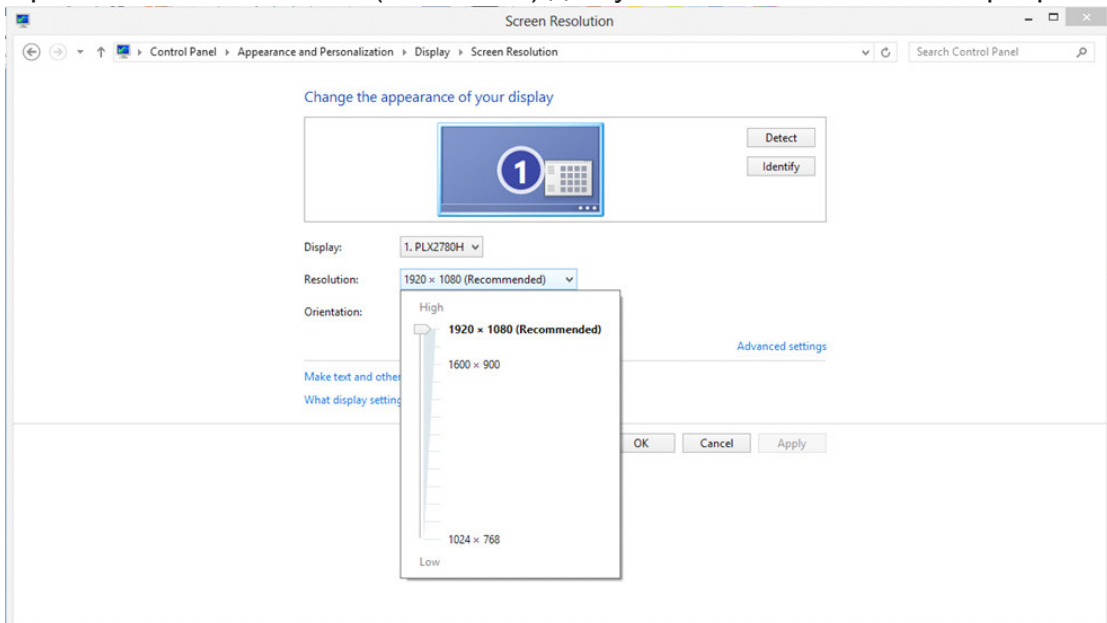 Screen Resolution
Control Panel ▸ Appearance and Personalization ▸ Display ▸ Screen Resolution
Search Control Panel
Change the appearance of your display
1
Detect
Identify
Display: 1. PLX2780H
Resolution: 1920 × 1080 (Recommended)
Orientation:
High
1920 × 1080 (Recommended)
Advanced settings
1600 × 900
Make text and other
What display setting
OK Cancel Apply
1024 × 768
Low